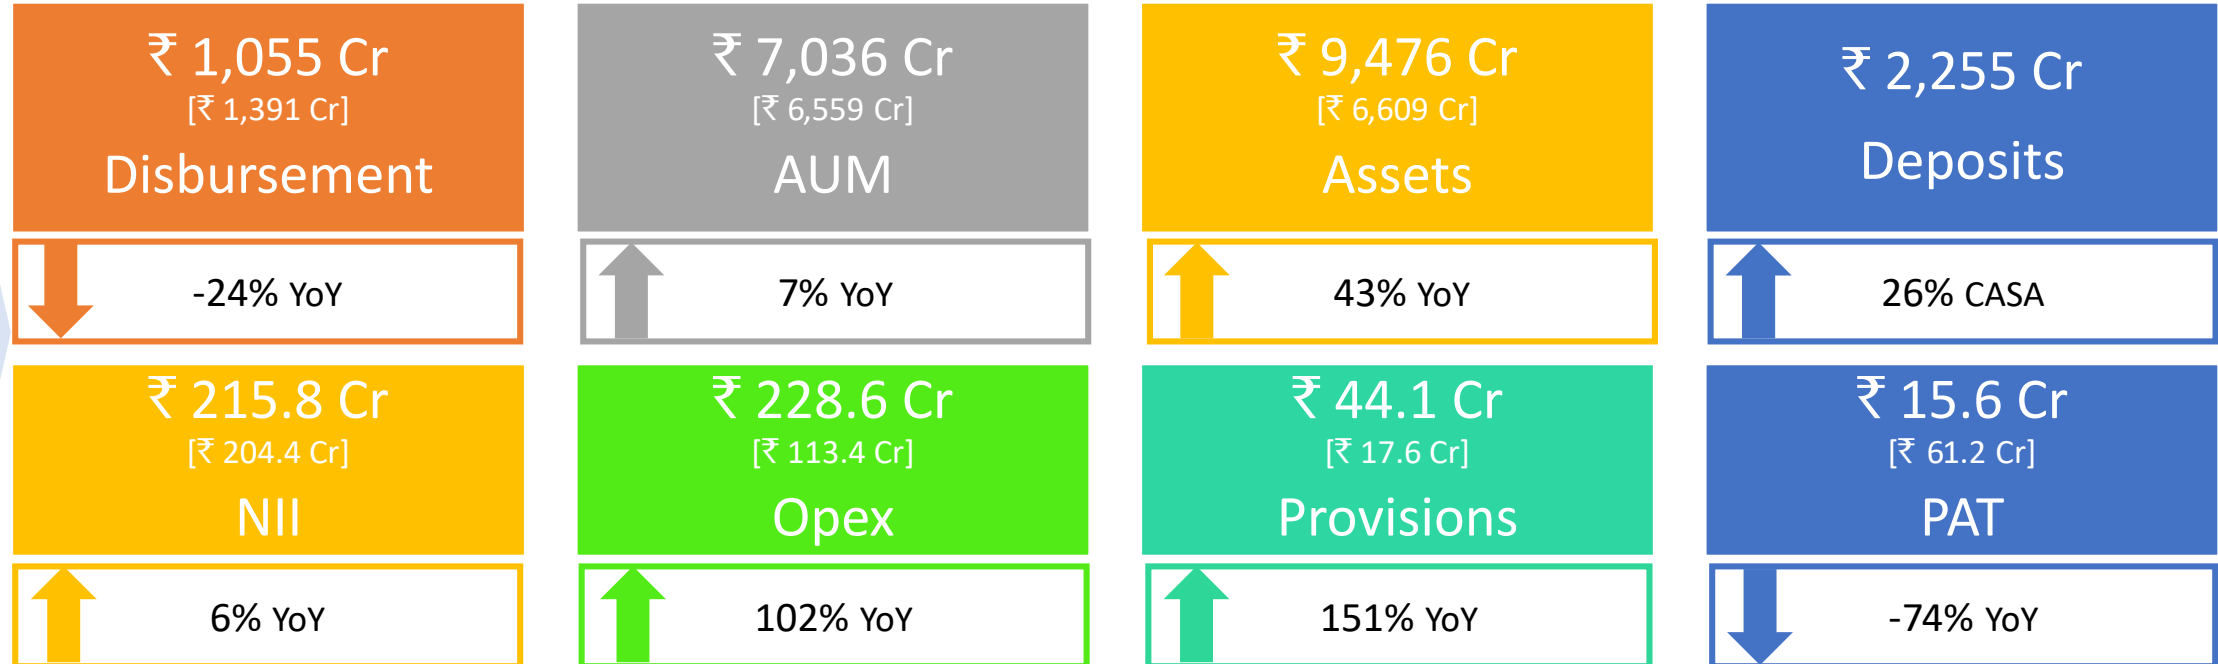 ₹ 1,055 Cr
[₹ 1,391 Cr]
Disbursement
-24% YoY
₹ 7,036 Cr
[₹ 6,559 Cr]
AUM
7% YoY
₹ 9,476 Cr
[₹ 6,609 Cr]
Assets
43% YoY
₹ 2,255 Cr
Deposits
26% CASA
₹ 215.8 Cr
[₹ 204.4 Cr]
NII
6% YoY
₹ 228.6 Cr
[₹ 113.4 Cr]
Opex
102% YoY
₹ 44.1 Cr
[₹ 17.6 Cr]
Provisions
151% YoY
₹ 15.6 Cr
[₹ 61.2 Cr]
PAT
-74% YoY